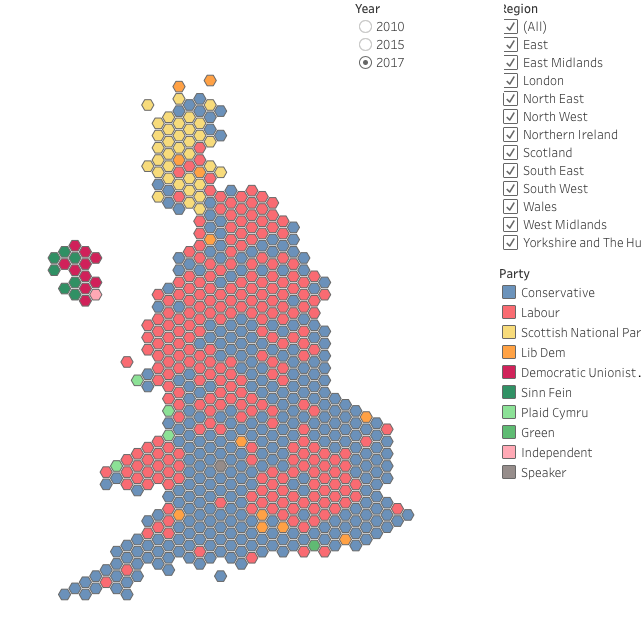 Year
2010
2015
2017
Region
(All)
East
East Midlands
London
North East
North West
Northern Ireland
Scotland
South East
South West
Wales
West Midlands
Yorkshire and The Hu
Party
Conservative
Labour
Scottish National Par
Lib Dem
Democratic Unionist.
Sinn Fein
Plaid Cymru
Green
Independent
Speaker